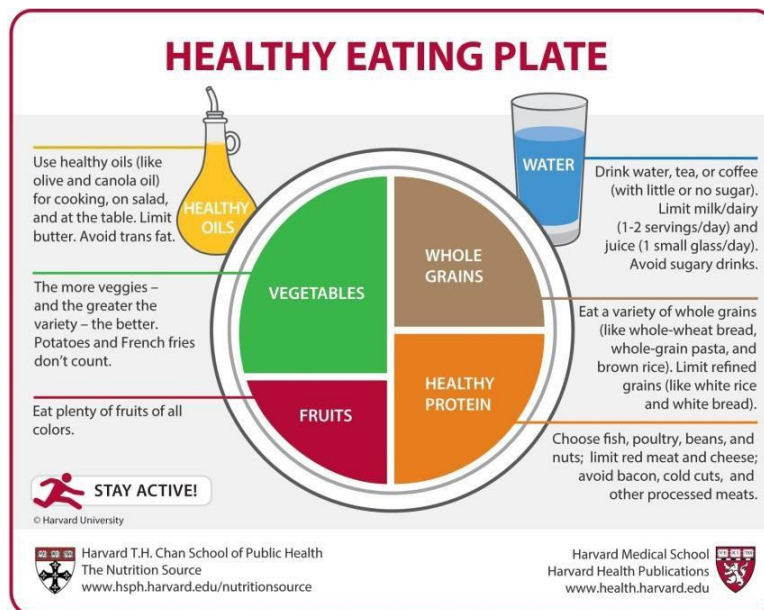 HEALTHY EATING PLATE
Use healthy oils (like
olive and canola oil)
for cooking, on salad,
and at the table. Limit
butter. Avoid trans fat.
HEALTHY
OILS
The more veggies –
and the greater the
variety – the better.
Potatoes and French fries
don't count.
Eat plenty of fruits of all
colors.
VEGETABLES
FRUITS
WHOLE
GRAINS
HEALTHY
PROTEIN
WATER
Drink water, tea, or coffee
(with little or no sugar).
Limit milk/dairy
(1-2 servings/day) and
juice (1 small glass/day).
Avoid sugary drinks.
Eat a variety of whole grains
(like whole-wheat bread,
whole-grain pasta, and
brown rice). Limit refined
grains (like white rice
and white bread).
Choose fish, poultry, beans, and
nuts; limit red meat and cheese;
avoid bacon, cold cuts, and
other processed meats.
STAY ACTIVE!
© Harvard University
Harvard T.H. Chan School of Public Health
The Nutrition Source
www.hsph.harvard.edu/nutritionsource
Harvard Medical School
Harvard Health Publications
www.health.harvard.edu